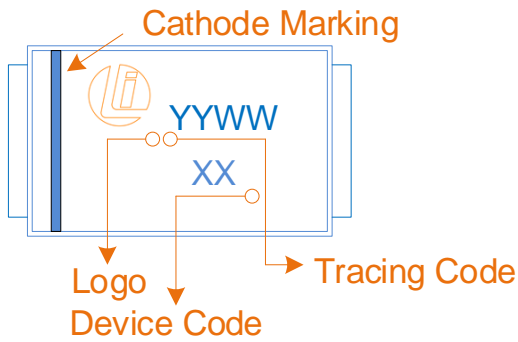 Cathode Marking
YYWW
XX
Tracing Code
Logo
Device Code